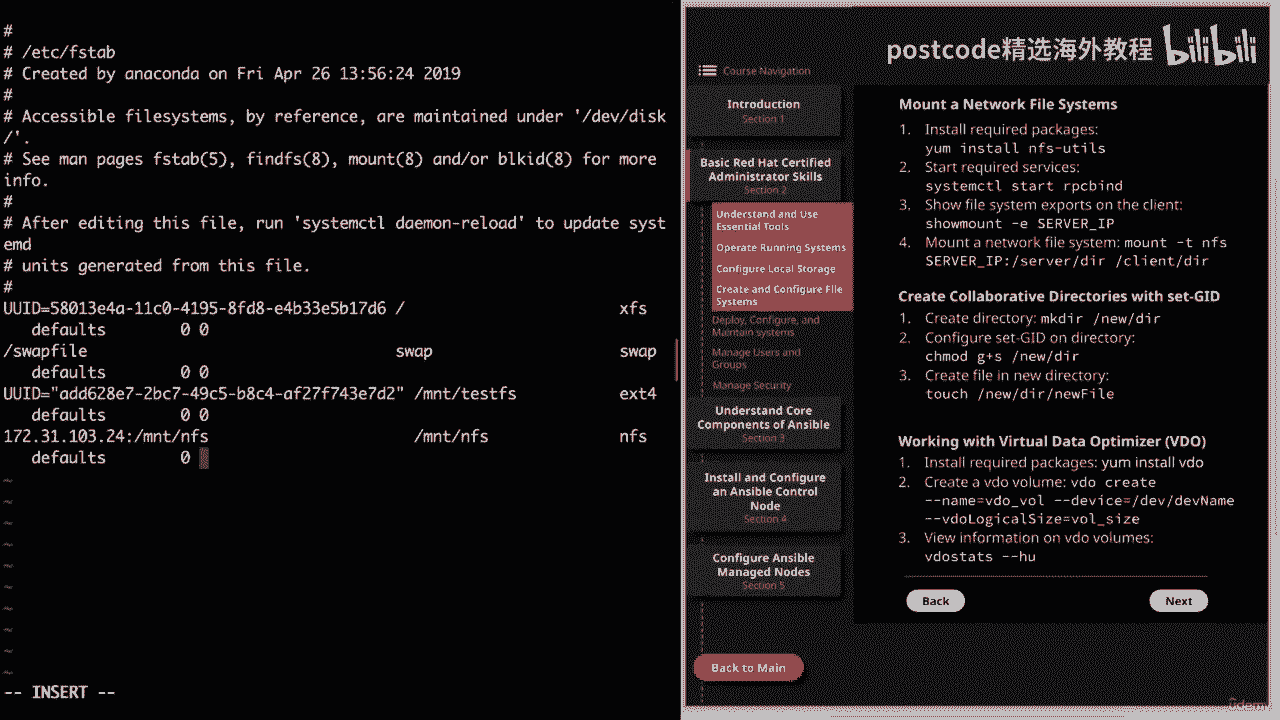 #
# /etc/fstab
# Created by anaconda on Fri Apr 26 13:56:24 2019
#
# Accessible filesystems, by reference, are maintained under '/dev/disk
/'.
# See man pages fstab(5), findfs(8), mount(8) and/or blkid(8) for more
info.
#
# After editing this file, run 'systemctl daemon-reload' to update syst
emd
# units generated from this file.
#
UUID=58013e4a-11c0-4195-8fd8-e4b33e5b17d6 / xfs
defaults 0 0
/swapfile swap swap
defaults 0 0
UUID="add628e7-2bc7-49c5-b8c4-af27f743e7d2" /mnt/testfs ext4
defaults 0 0
172.31.103.24:/mnt/nfs /mnt/nfs nfs
defaults 0
~
~
~
~
~
~
~
~
~
~
-- INSERT --
postcode精选海外教程 bilibili
Course Navigation
Introduction
Section 1
Basic Red Hat Certified
Administrator Skills
Section 2
Understand and Use
Essential Tools
Operate Running Systems
Configure Local Storage
Create and Configure File
Systems
Deploy, Configure, and
Maintain systems
Manage Users and
Groups
Manage Security
Understand Core
Components of Ansible
Section 3
Install and Configure
an Ansible Control
Node
Section 4
Configure Ansible
Managed Nodes
Section 5
Back to Main
Mount a Network File Systems
1. Install required packages:
yum install nfs-utils
2. Start required services:
systemctl start rpcbind
3. Show file system exports on the client:
showmount -e SERVER_IP
4. Mount a network file system: mount -t nfs
SERVER_IP:/server/dir /client/dir
Create Collaborative Directories with set-GID
1. Create directory: mkdir /new/dir
2. Configure set-GID on directory:
chmod g+s /new/dir
3. Create file in new directory:
touch /new/dir/newFile
Working with Virtual Data Optimizer (VDO)
1. Install required packages: yum install vdo
2. Create a vdo volume: vdo create
--name=vdo_vol --device=/dev/devName
--vdoLogicalSize=vol_size
3. View information on vdo volumes:
vdostats --hu
Back
Next
ûdemy